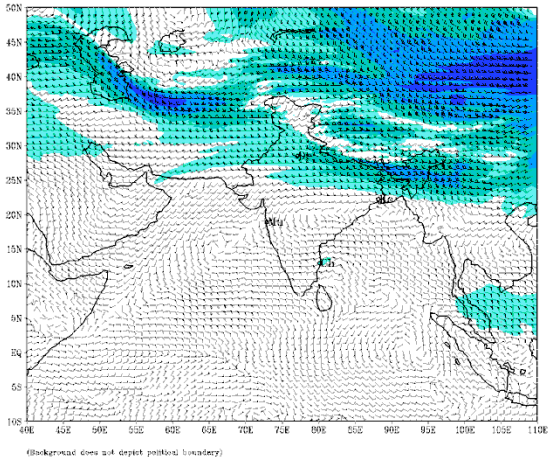 50N
45N
40N
35N
30N
25N
20N
15N
10N
5N
EQ
5S
10S
40E 45E 50E 55E 60E 65E 70E 75E 80E 85E 90E 95E 100E 105E 110E
(Background does not depict political boundary)